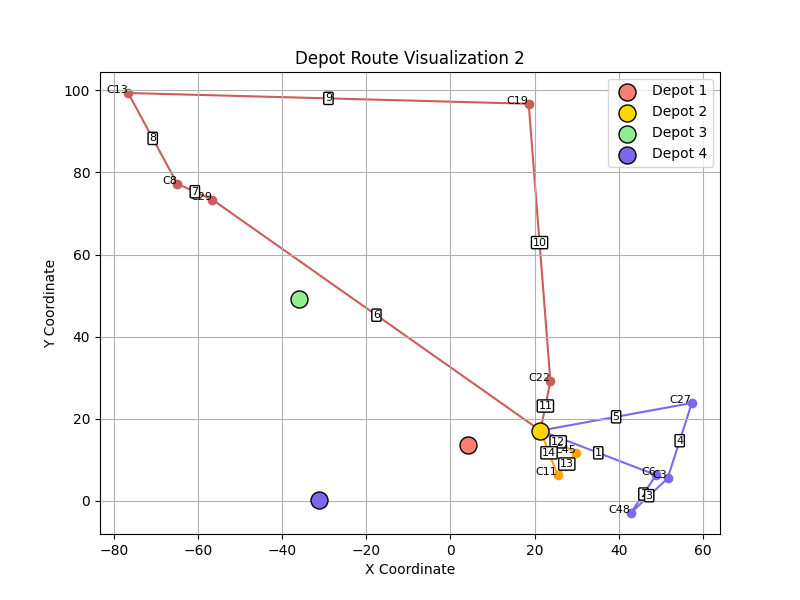 Depot Route Visualization 2
Depot 1
Depot 2
Depot 3
Depot 4
C13
9
C19
8
C8
7
C29
10
6
C22
11
C27
5
12
C45
14
1
4
13
C11
C6
C3
2
3
C48
100
80
60
40
20
0
Y Coordinate
−80
−60
−40
−20
0
20
40
60
X Coordinate